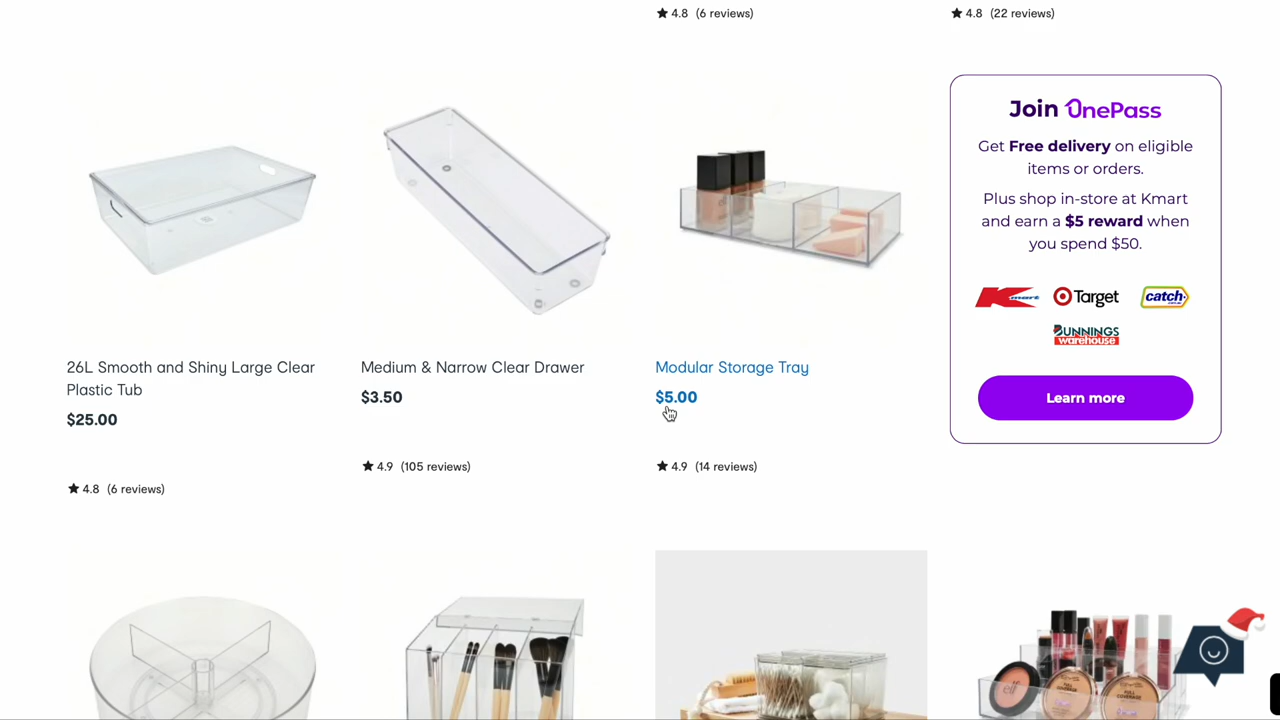 ★ 4.8 (6 reviews)
★ 4.8 (22 reviews)
Join OnePass
Get Free delivery on eligible
items or orders.
Plus shop in-store at Kmart
and earn a $5 reward when
you spend $50.
Kmart
Target
catch.com.au
BUNNINGS
warehouse
Learn more
26L Smooth and Shiny Large Clear
Plastic Tub
$25.00
★ 4.8 (6 reviews)
Medium & Narrow Clear Drawer
$3.50
★ 4.9 (105 reviews)
Modular Storage Tray
$5.00
★ 4.9 (14 reviews)